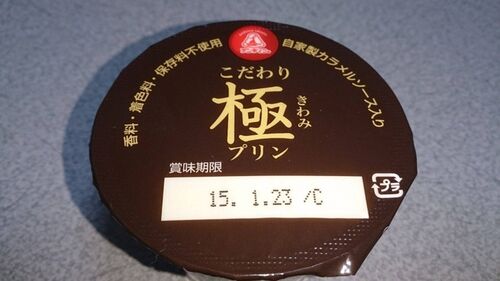 香料・着色料・保存料不使用
自家製カラメルソース入り
こだわり
極
きわみ
プリン
賞味期限
15. 1.23 /C
プラ